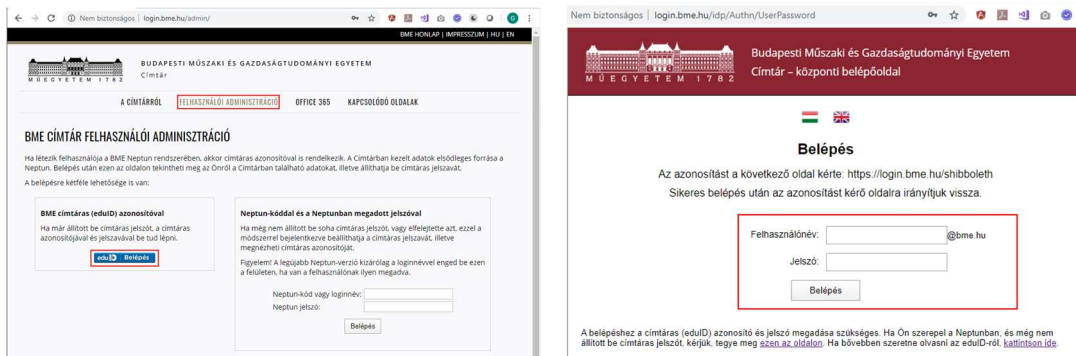 Nem biztonságos | login.bme.hu/admin/
BME HONLAP | IMPRESSZUM | HU | EN
BUDAPESTI MŰSZAKI ÉS GAZDASÁGTUDOMÁNYI EGYETEM
Címtár
MŰEGYETEM 1782
A CÍMTÁRRÓL FELHASZNÁLÓI ADMINISZTRÁCIÓ OFFICE 365 KAPCSOLÓDÓ OLDALAK
BME CÍMTÁR FELHASZNÁLÓI ADMINISZTRÁCIÓ
Ha létezik felhasználója a BME Neptun rendszerében, akkor címtáras azonosítóval is rendelkezik. A Címtárban kezelt adatok elsődleges forrása a
Neptun. Belépés után ezen az oldalon tekintheti meg az Önről a Címtárban található adatokat, illetve állíthatja be címtáras jelszavát.
A belépésre kétféle lehetősége is van:
BME címtáras (eduID) azonosítóval
Ha már állított be címtáras jelszót, a címtáras
azonosítójával és jelszavával be tud lépni.
eduID Belépés
Neptun-kóddal és a Neptunban megadott jelszóval
Ha még nem állított be soha címtáras jelszót, vagy elfelejtette azt, ezzel a
módszerrel bejelentkezve beállíthatja a címtáras jelszavát, illetve
megnézheti címtáras azonosítóját.
Figyelem! A legújabb Neptun-verzió kizárólag a loginnévvel enged be ezen
a felületen, ha van a felhasználónak ilyen megadva.
Neptun-kód vagy loginnév:
Neptun jelszó:
Belépés
Nem biztonságos | login.bme.hu/idp/Authn/UserPassword
Budapesti Műszaki és Gazdaságtudományi Egyetem
Címtár – központi belépőoldal
MŰEGYETEM 1782
Belépés
Az azonosítást a következő oldal kérte: https://login.bme.hu/shibboleth
Sikeres belépés után az azonosítást kérő oldalra irányítjuk vissza.
Felhasználónév: @bme.hu
Jelszó:
Belépés
A belépéshez a címtáras (eduID) azonosító és jelszó megadása szükséges. Ha Ön szerepel a Neptunban, és még nem
állított be címtáras jelszót, kérjük, tegye meg ezen az oldalon. Ha bővebben szeretne olvasni az eduID-ról, kattintson ide.